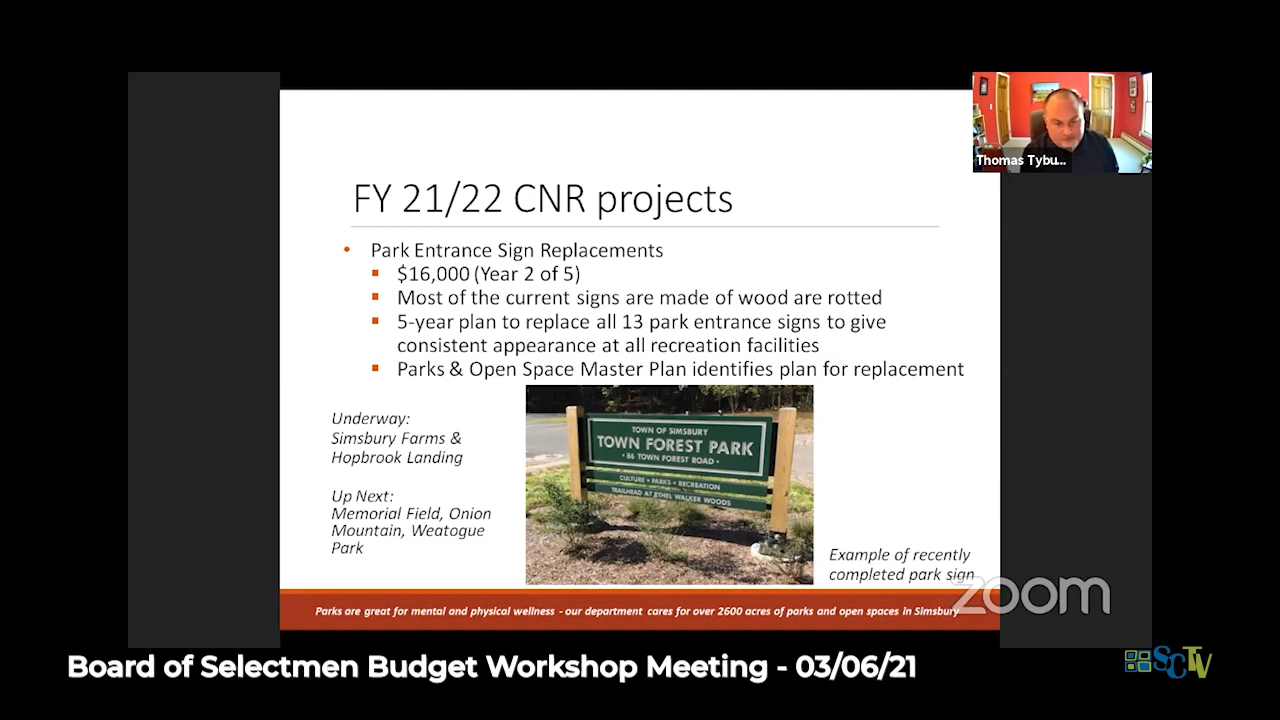 Thomas Tybu...
FY 21/22 CNR projects
• Park Entrance Sign Replacements
▪ $16,000 (Year 2 of 5)
▪ Most of the current signs are made of wood are rotted
▪ 5-year plan to replace all 13 park entrance signs to give
consistent appearance at all recreation facilities
▪ Parks & Open Space Master Plan identifies plan for replacement
Underway:
Simsbury Farms &
Hopbrook Landing
Up Next:
Memorial Field, Onion
Mountain, Weatogue
Park
TOWN OF SIMSBURY
TOWN FOREST PARK
• 86 TOWN FOREST ROAD •
CULTURE • PARKS • RECREATION
TRAILHEAD AT ETHEL WALKER WOODS
Example of recently
completed park sign
zoom
Parks are great for mental and physical wellness - our department cares for over 2600 acres of parks and open spaces in Simsbury
Board of Selectmen Budget Workshop Meeting - 03/06/21
SCTV